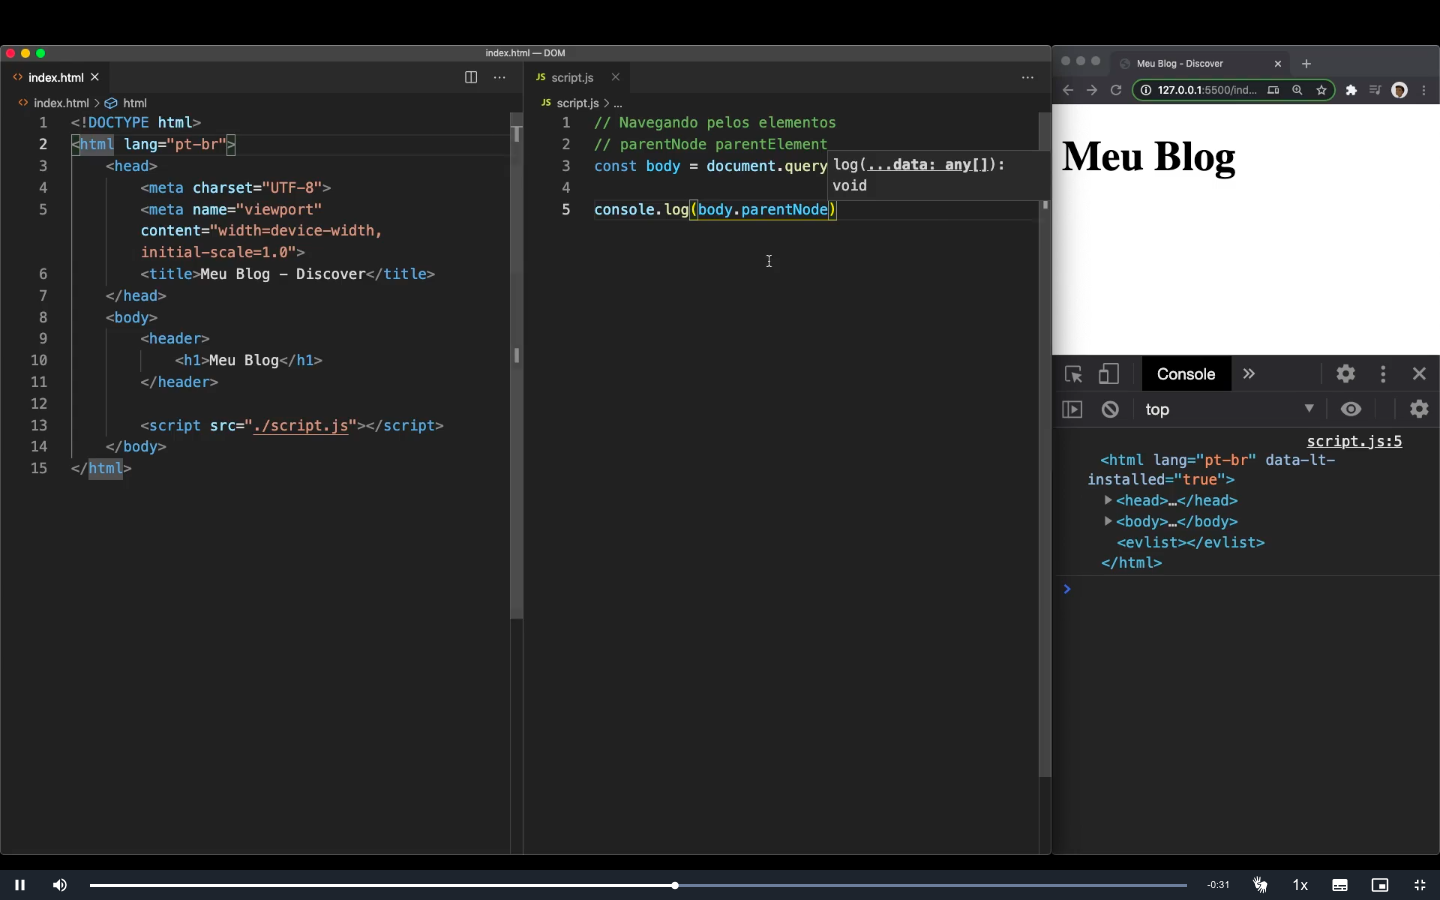 index.html — DOM
index.html
index.html > html
1 <!DOCTYPE html>
2 <html lang="pt-br">
3 <head>
4 <meta charset="UTF-8">
5 <meta name="viewport"
content="width=device-width,
initial-scale=1.0">
6 <title>Meu Blog - Discover</title>
7 </head>
8 <body>
9 <header>
10 <h1>Meu Blog</h1>
11 </header>
12
13 <script src="./script.js"></script>
14 </body>
15 </html>
JS script.js
JS script.js > ...
1 // Navegando pelos elementos
2 // parentNode parentElement
3 const body = document.query
4
5 console.log(body.parentNode)
log(...data: any[]):
void
Meu Blog - Discover
127.0.0.1:5500/ind...
Meu Blog
Console
top
script.js:5
<html lang="pt-br" data-lt-
installed="true">
<head>…</head>
<body>…</body>
<evlist></evlist>
</html>
-0:31
1x